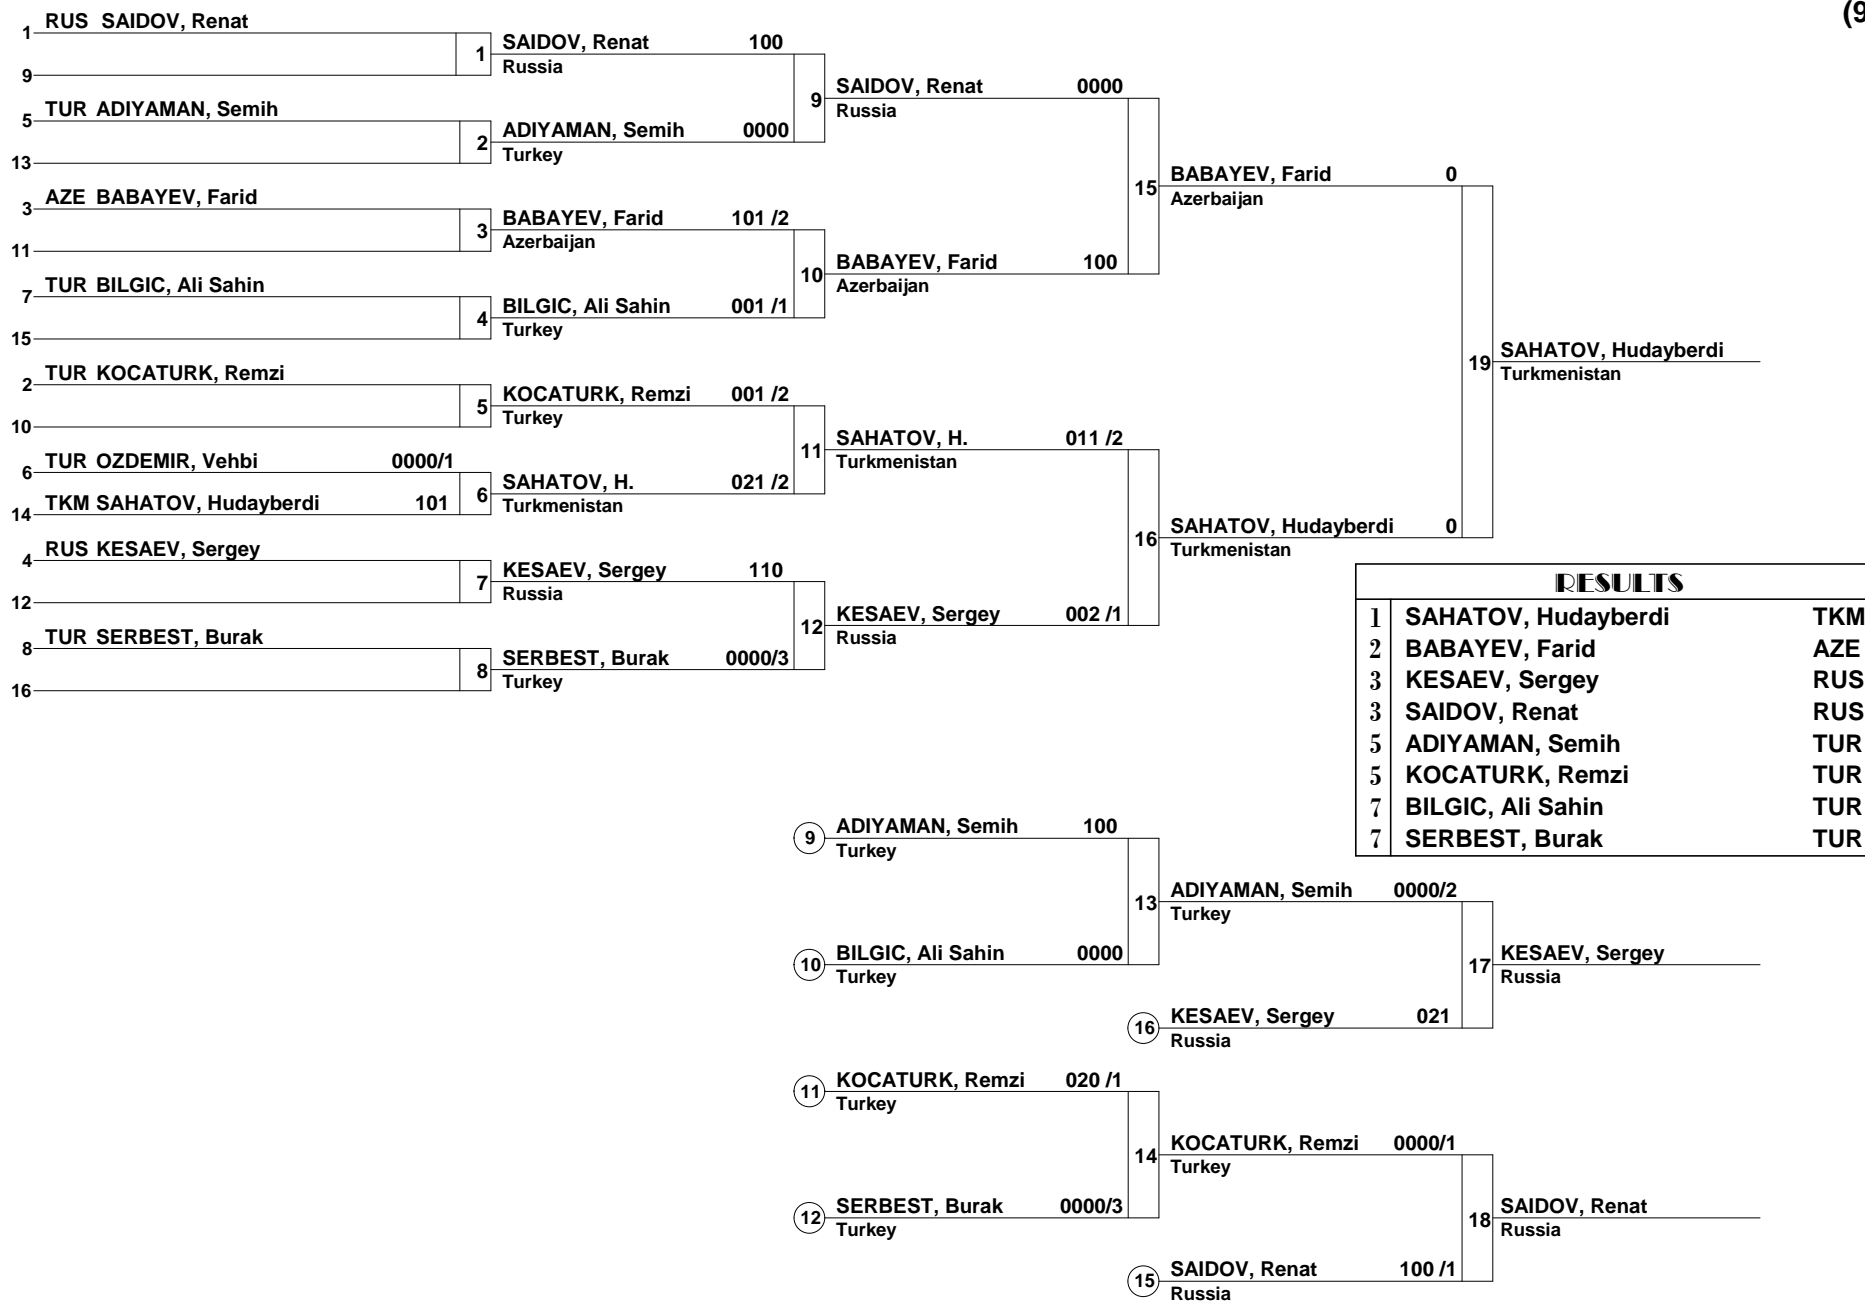 (9
1 RUS SAIDOV, Renat
9
1 SAIDOV, Renat 100
Russia
5 TUR ADIYAMAN, Semih
13
2 ADIYAMAN, Semih 0000
Turkey
9 SAIDOV, Renat 0000
Russia
3 AZE BABAYEV, Farid
11
3 BABAYEV, Farid 101 /2
Azerbaijan
7 TUR BILGIC, Ali Sahin
15
4 BILGIC, Ali Sahin 001 /1
Turkey
10 BABAYEV, Farid 100
Azerbaijan
15 BABAYEV, Farid 0
Azerbaijan
2 TUR KOCATURK, Remzi
10
5 KOCATURK, Remzi 001 /2
Turkey
6 TUR OZDEMIR, Vehbi 0000/1
14 TKM SAHATOV, Hudayberdi 101
6 SAHATOV, H. 021 /2
Turkmenistan
11 SAHATOV, H. 011 /2
Turkmenistan
4 RUS KESAEV, Sergey
12
7 KESAEV, Sergey 110
Russia
8 TUR SERBEST, Burak
16
8 SERBEST, Burak 0000/3
Turkey
12 KESAEV, Sergey 002 /1
Russia
16 SAHATOV, Hudayberdi 0
Turkmenistan
19 SAHATOV, Hudayberdi
Turkmenistan
RESULTS
1 SAHATOV, Hudayberdi TKM
2 BABAYEV, Farid AZE
3 KESAEV, Sergey RUS
3 SAIDOV, Renat RUS
5 ADIYAMAN, Semih TUR
5 KOCATURK, Remzi TUR
7 BILGIC, Ali Sahin TUR
7 SERBEST, Burak TUR
9 ADIYAMAN, Semih 100
Turkey
10 BILGIC, Ali Sahin 0000
Turkey
13 ADIYAMAN, Semih 0000/2
Turkey
16 KESAEV, Sergey 021
Russia
17 KESAEV, Sergey
Russia
11 KOCATURK, Remzi 020 /1
Turkey
12 SERBEST, Burak 0000/3
Turkey
14 KOCATURK, Remzi 0000/1
Turkey
15 SAIDOV, Renat 100 /1
Russia
18 SAIDOV, Renat
Russia